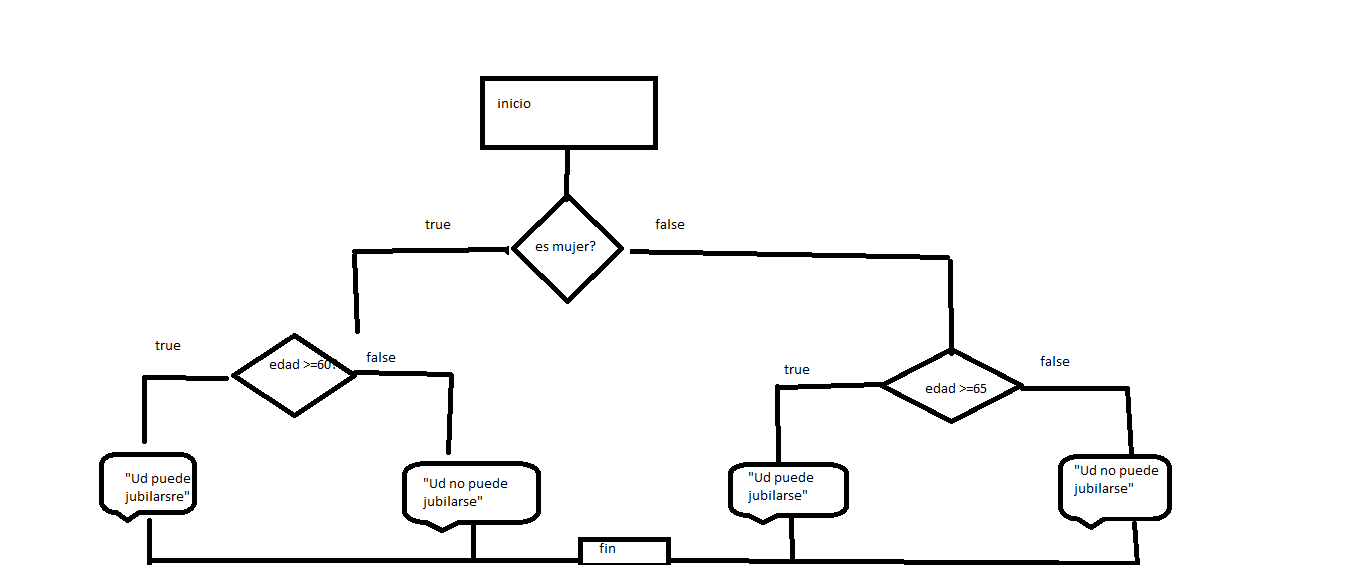 inicio
true
false
es mujer?
true
edad >=60?
false
true
edad >=65
false
"Ud puede
jubilarsre"
"Ud no puede
jubilarse"
"Ud puede
jubilarse"
"Ud no puede
jubilarse"
fin